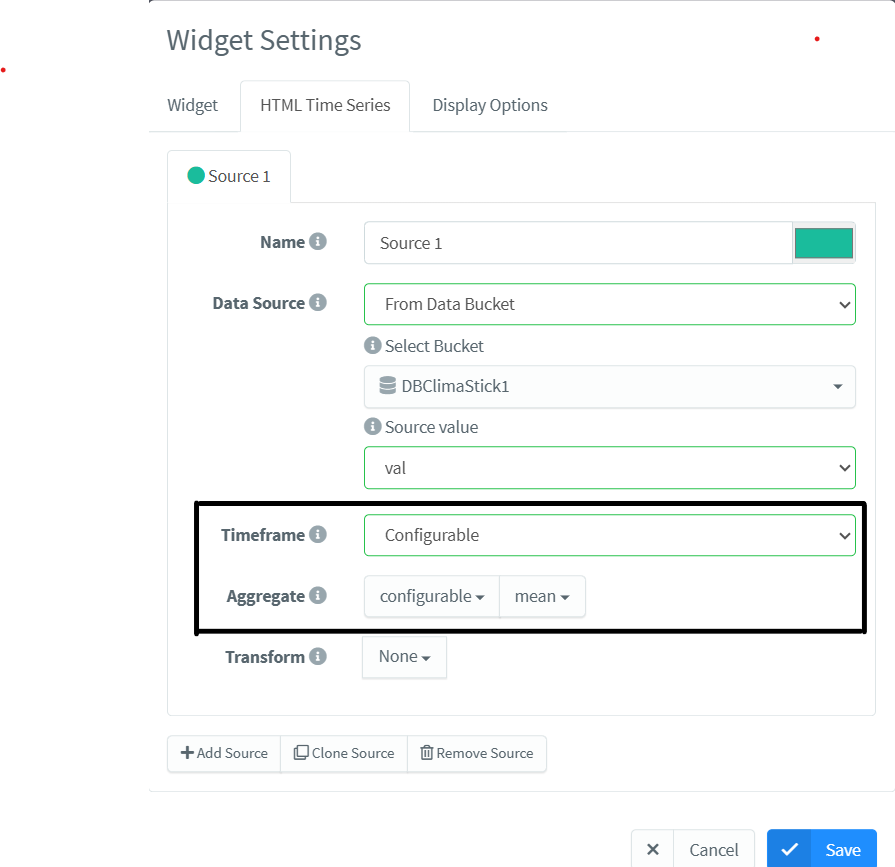 Widget Settings
Widget HTML Time Series Display Options
Source 1
Name Source 1
Data Source From Data Bucket
Select Bucket
DBClimaStick1
Source value
val
Timeframe Configurable
Aggregate configurable mean
Transform None
Add Source Clone Source Remove Source
Cancel Save